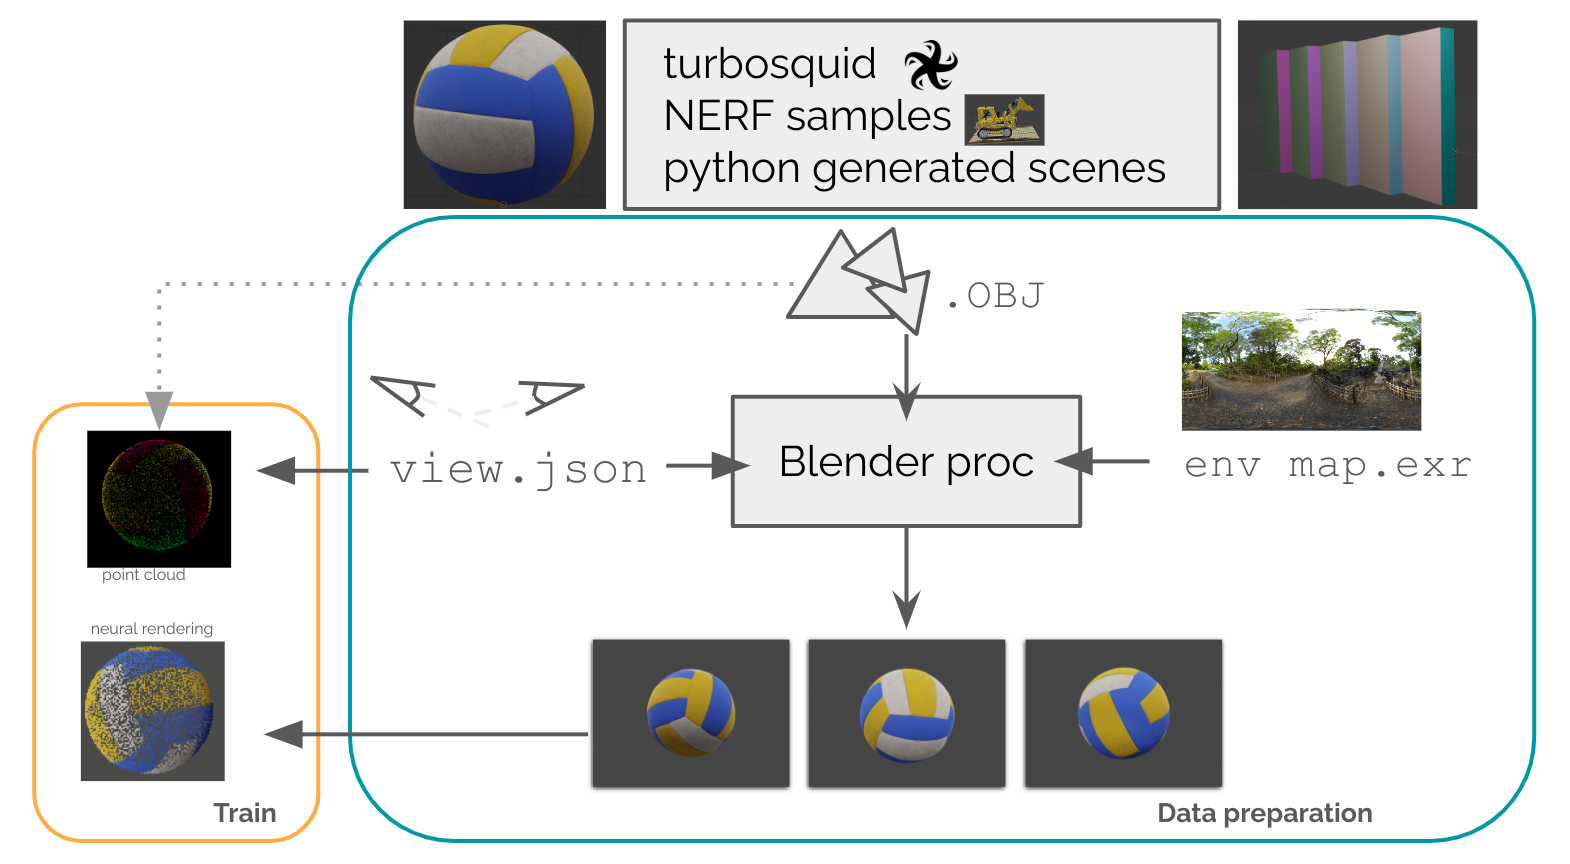 turbosquid
NERF samples
python generated scenes
.OBJ
view.json
Blender proc
env map.exr
point cloud
neural rendering
Train
Data preparation